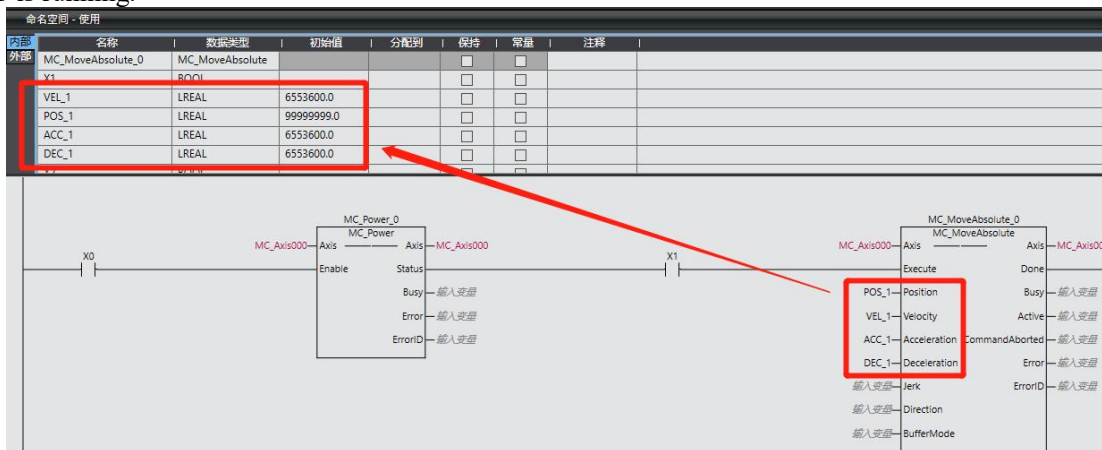 命名空间 - 使用
内部 名称 数据类型 初始值 分配到 保持 常量 注释
外部 MC_MoveAbsolute_0 MC_MoveAbsolute
X1 BOOL
VEL_1 LREAL 6553600.0
POS_1 LREAL 99999999.0
ACC_1 LREAL 6553600.0
DEC_1 LREAL 6553600.0
MC_Power_0 MC_MoveAbsolute_0
MC_Power MC_MoveAbsolute
X0 MC_Axis000 Axis Axis MC_Axis000 X1 MC_Axis000 Axis Axis MC_Axis00
Enable Status Execute Done
Busy 输入变量 POS_1 Position Busy 输入变量
Error 输入变量 VEL_1 Velocity Active 输入变量
ErrorID 输入变量 ACC_1 Acceleration CommandAborted 输入变量
DEC_1 Deceleration Error 输入变量
输入变量 Jerk ErrorID 输入变量
输入变量 Direction
输入变量 BufferMode